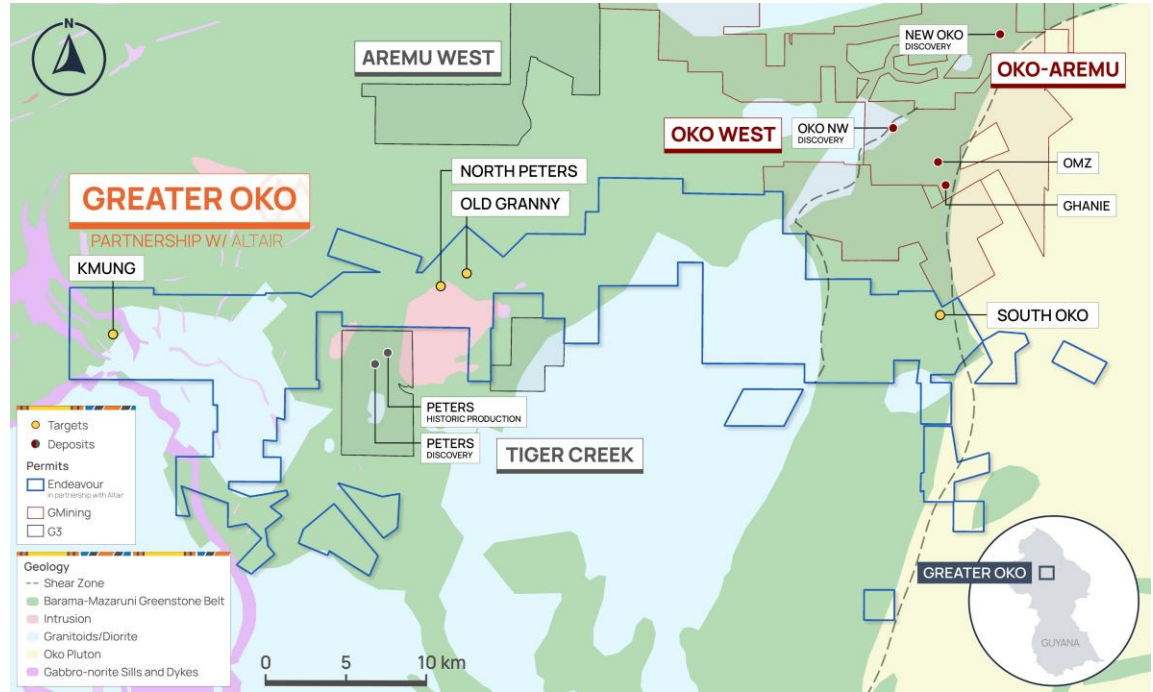 N
AREMU WEST
NEW OKO
DISCOVERY
OKO-AREMU
OKO WEST
OKO NW
DISCOVERY
OMZ
GHANIE
GREATER OKO
PARTNERSHIP W/ ALTAIR
NORTH PETERS
OLD GRANNY
KMUNG
SOUTH OKO
PETERS
HISTORIC PRODUCTION
PETERS
DISCOVERY
TIGER CREEK
Targets
Deposits
Permits
Endeavour
in partnership with Altair
GMining
G3
Geology
Shear Zone
Barama-Mazaruni Greenstone Belt
Intrusion
Granitoids/Diorite
Oko Pluton
Gabbro-norite Sills and Dykes
0 5 10 km
GREATER OKO
GUYANA